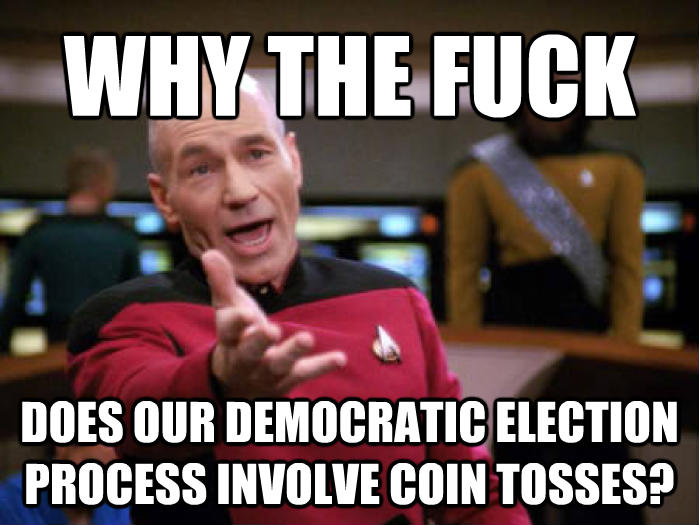 WHY THE FUCK
DOES OUR DEMOCRATIC ELECTION
PROCESS INVOLVE COIN TOSSES?